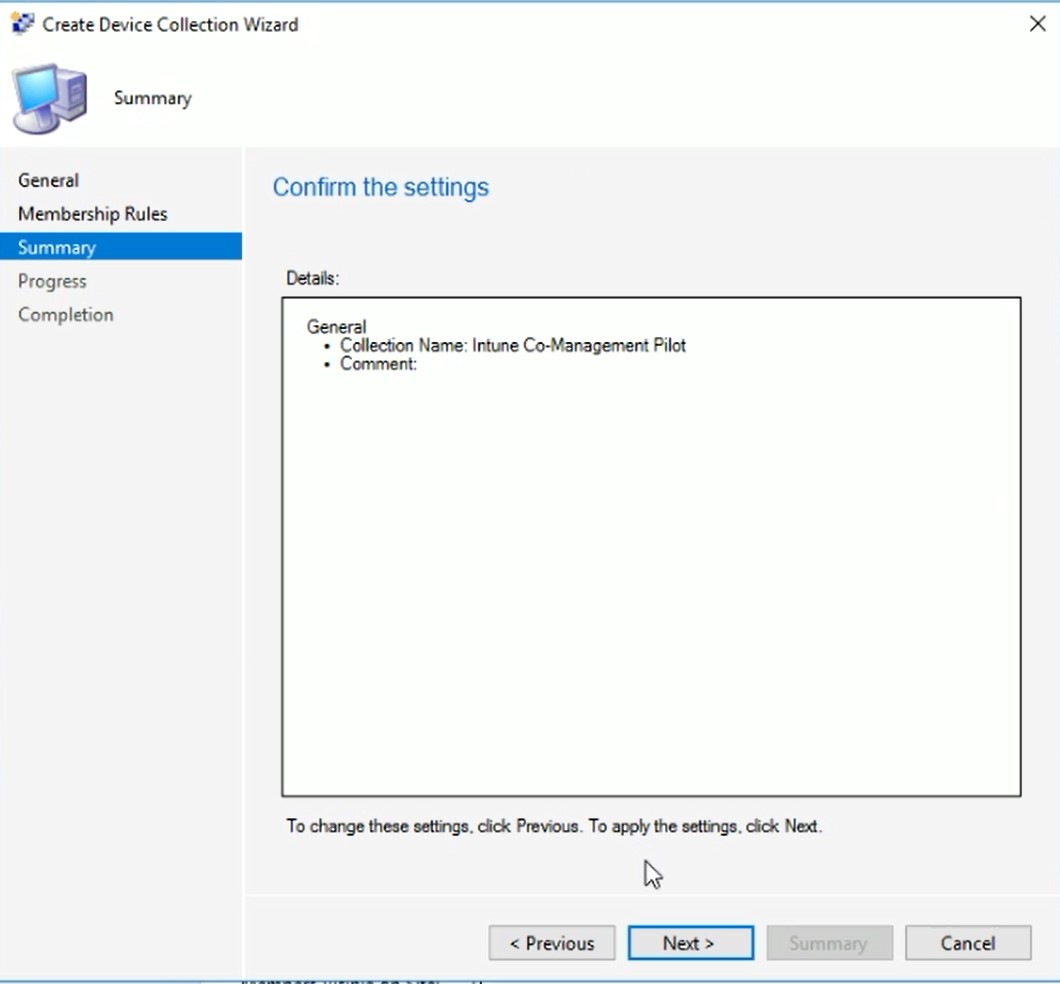 Create Device Collection Wizard
Summary
General
Membership Rules
Summary
Progress
Completion
Confirm the settings
Details:
General
• Collection Name: Intune Co-Management Pilot
• Comment:
To change these settings, click Previous. To apply the settings, click Next.
< Previous
Next >
Summary
Cancel